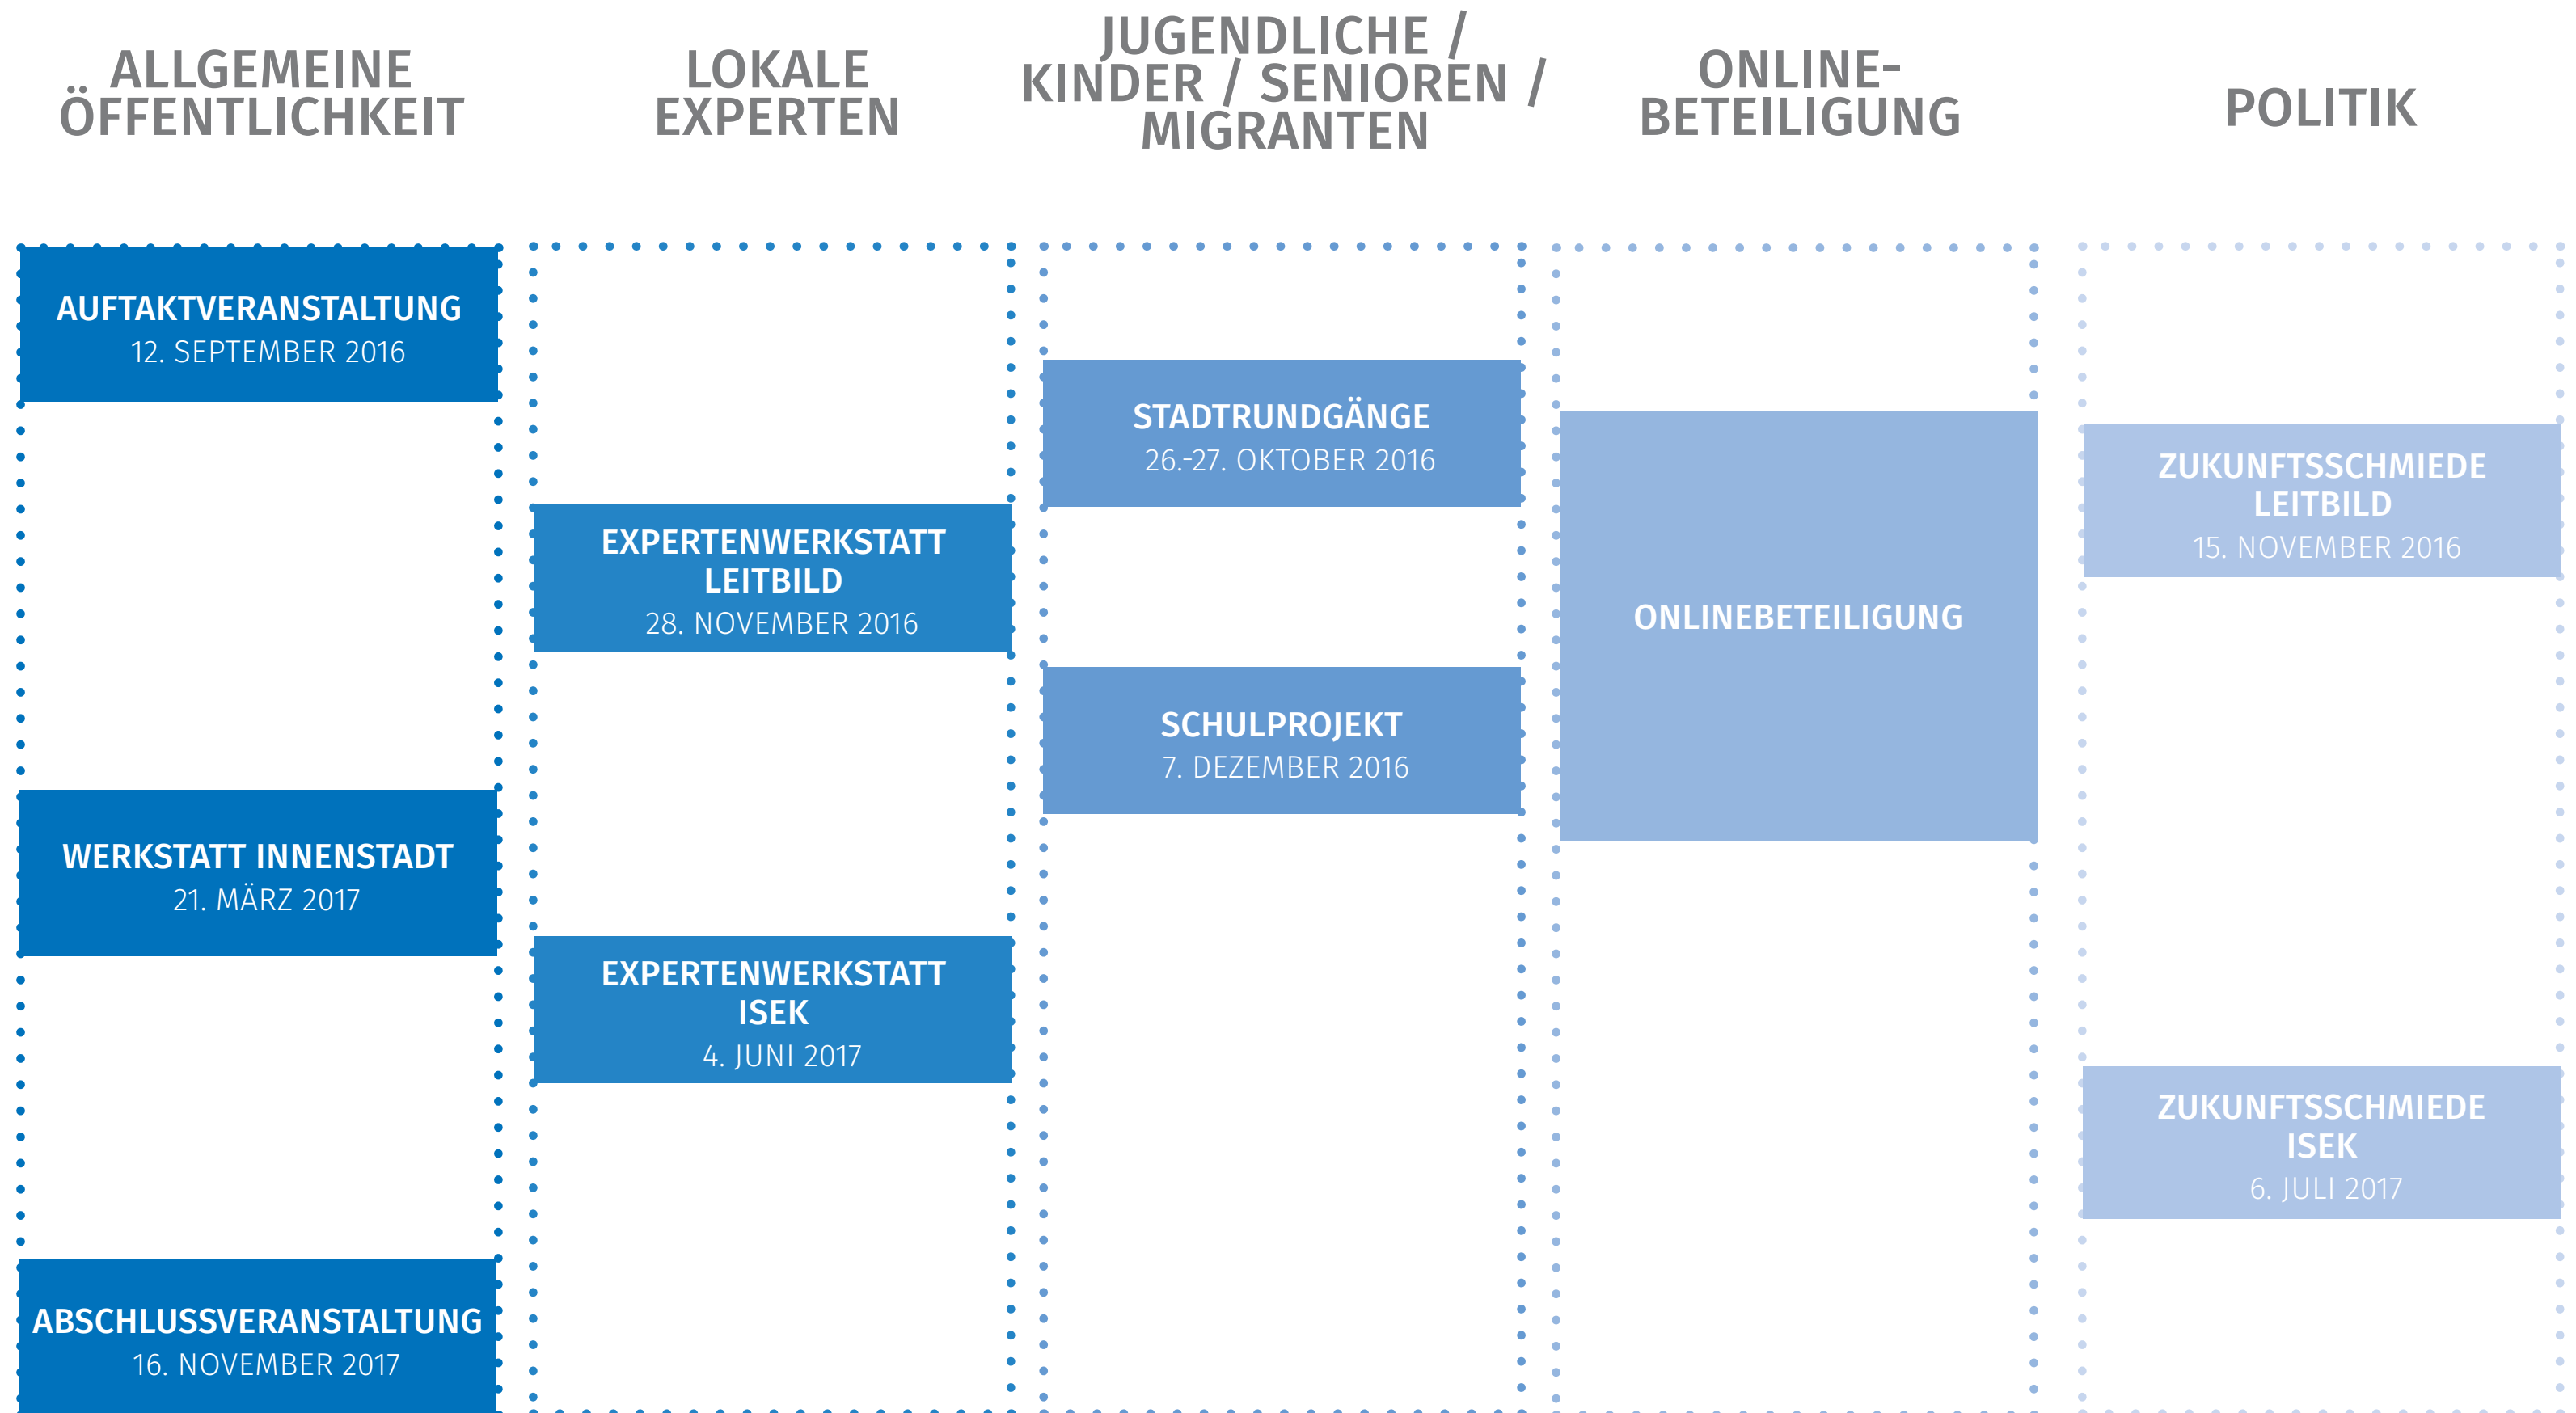 ALLGEMEINE
ÖFFENTLICHKEIT
LOKALE
EXPERTEN
JUGENDLICHE /
KINDER / SENIOREN /
MIGRANTEN
ONLINE-
BETEILIGUNG
POLITIK
AUFTAKTVERANSTALTUNG
12. SEPTEMBER 2016
WERKSTATT INNENSTADT
21. MÄRZ 2017
ABSCHLUSSVERANSTALTUNG
16. NOVEMBER 2017
EXPERTENWERKSTATT
LEITBILD
28. NOVEMBER 2016
EXPERTENWERKSTATT
ISEK
4. JUNI 2017
STADTRUNDGÄNGE
26.-27. OKTOBER 2016
SCHULPROJEKT
7. DEZEMBER 2016
ONLINEBETEILIGUNG
ZUKUNFTSSCHMIEDE
LEITBILD
15. NOVEMBER 2016
ZUKUNFTSSCHMIEDE
ISEK
6. JULI 2017